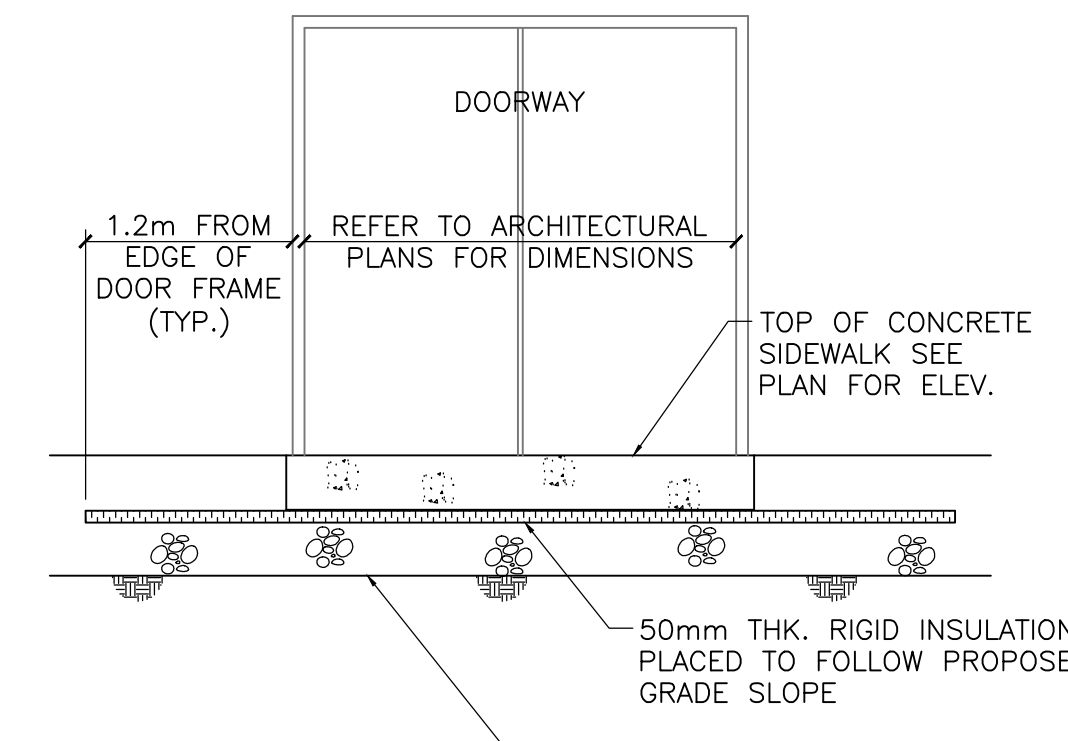 DOORWAY
1.2m FROM
EDGE OF
DOOR FRAME
(TYP.)
REFER TO ARCHITECTURAL
PLANS FOR DIMENSIONS
TOP OF CONCRETE
SIDEWALK SEE
PLAN FOR ELEV.
50mm THK. RIGID INSULATION
PLACED TO FOLLOW PROPOSE
GRADE SLOPE